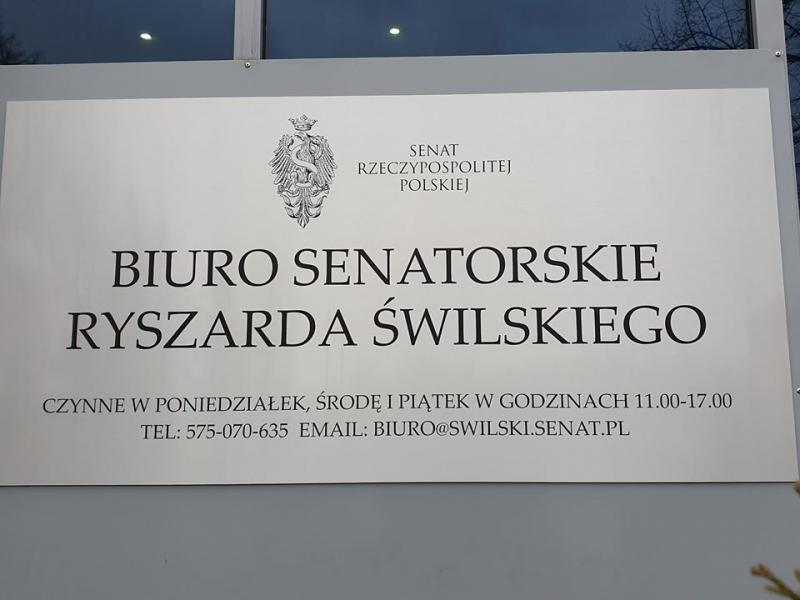 SENAT
RZECZYPOSPOLITEJ
POLSKIEJ
BIURO SENATORSKIE
RYSZARDA ŚWILSKIEGO
CZYNNE W PONIEDZIAŁEK, ŚRODĘ I PIĄTEK W GODZINACH 11.00-17.00
TEL: 575-070-635 EMAIL: BIURO@SWILSKI.SENAT.PL